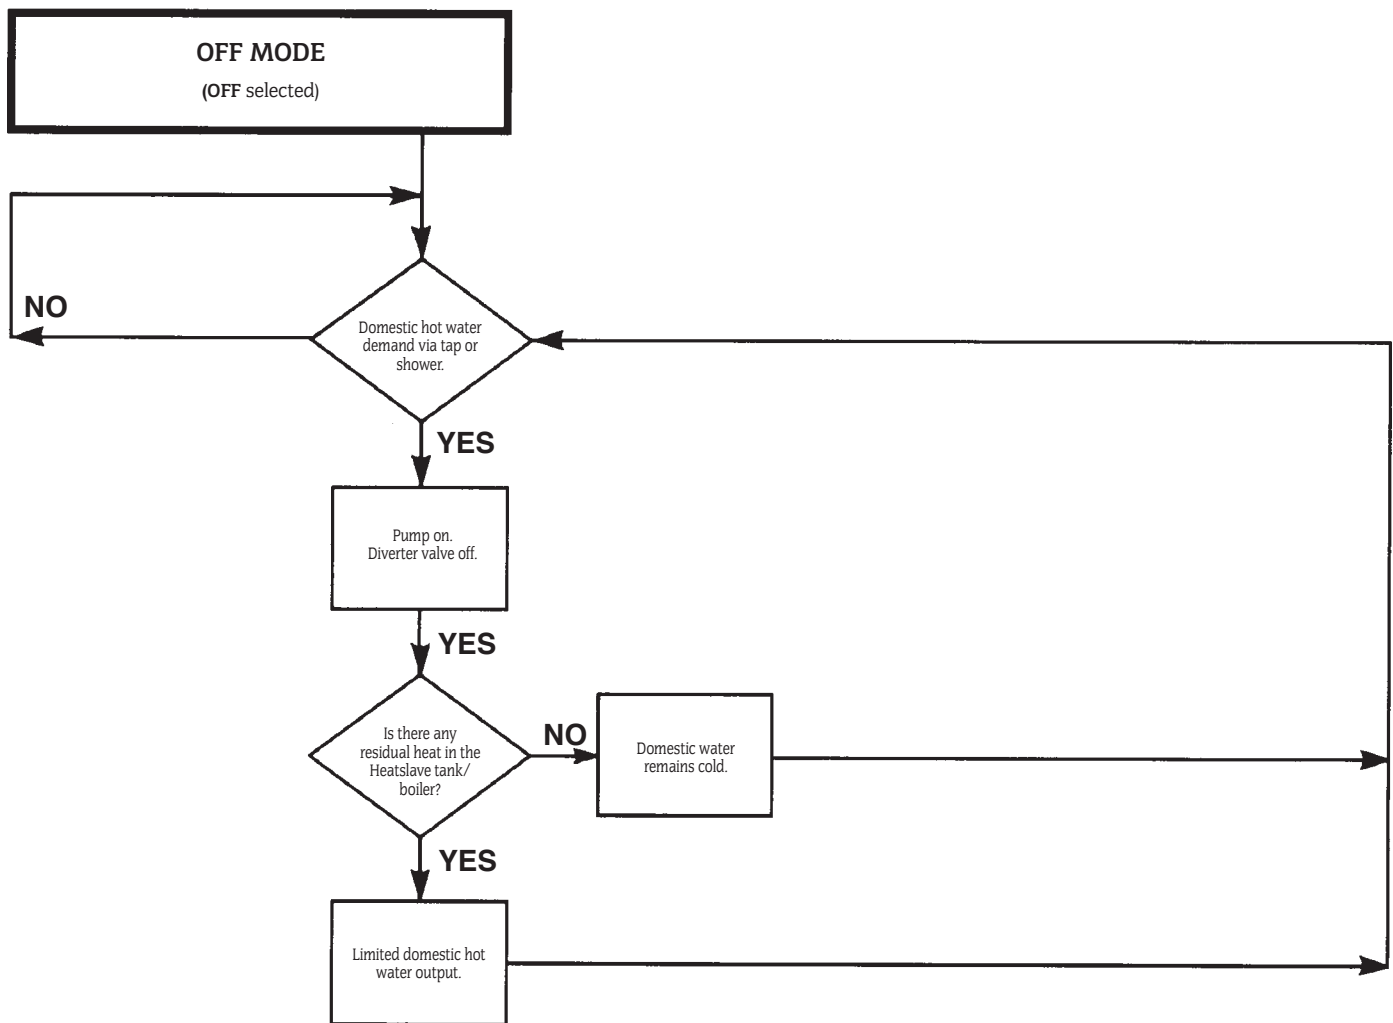 OFF MODE
(OFF selected)
NO
Domestic hot water
demand via tap or
shower.
YES
Pump on.
Diverter valve off.
YES
Is there any
residual heat in the
Heatslave tank/
boiler?
NO
Domestic water
remains cold.
YES
Limited domestic hot
water output.